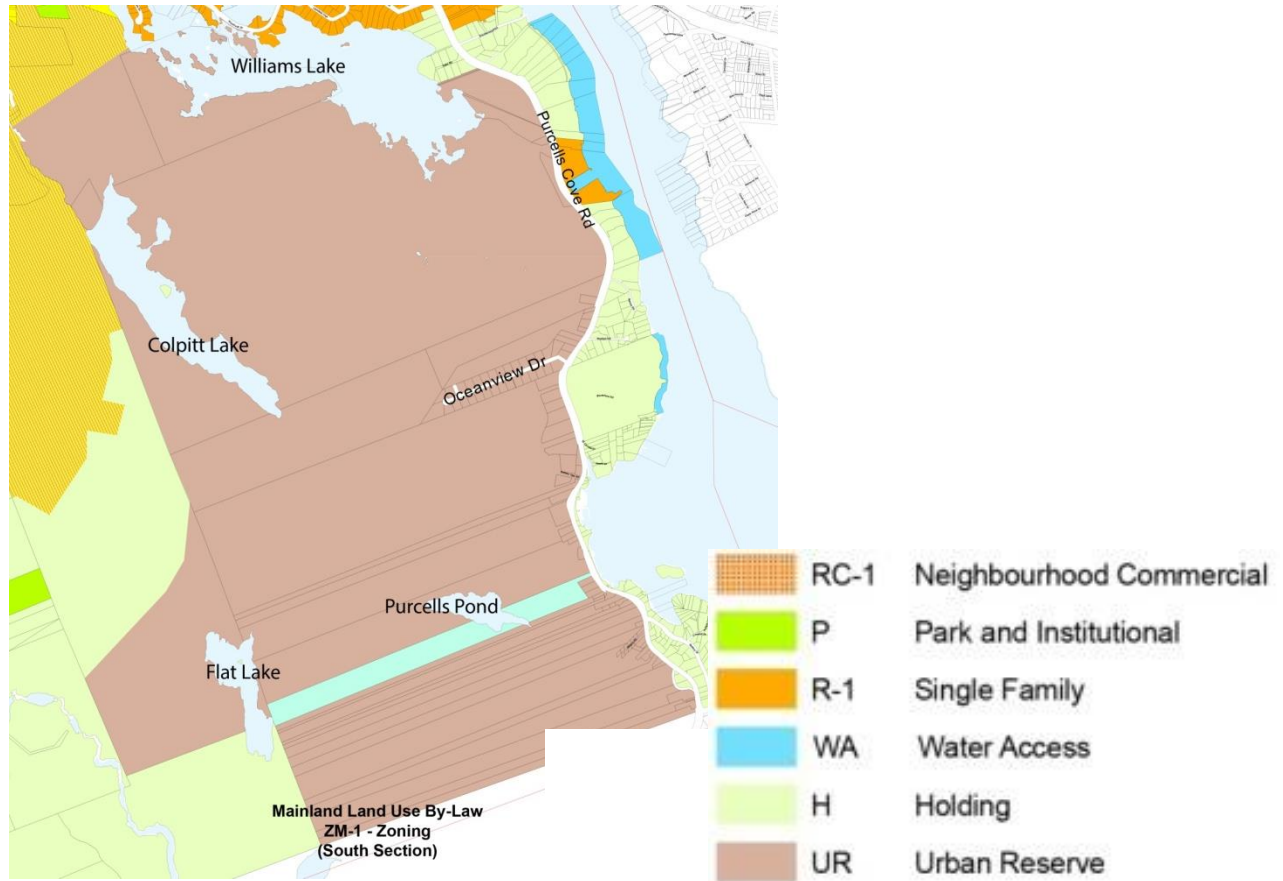 Williams Lake
Purcells Cove Rd
Colpitt Lake
Oceanview Dr
Purcells Pond
Flat Lake
Mainland Land Use By-Law
ZM-1 - Zoning
(South Section)
RC-1 Neighbourhood Commercial
P Park and Institutional
R-1 Single Family
WA Water Access
H Holding
UR Urban Reserve